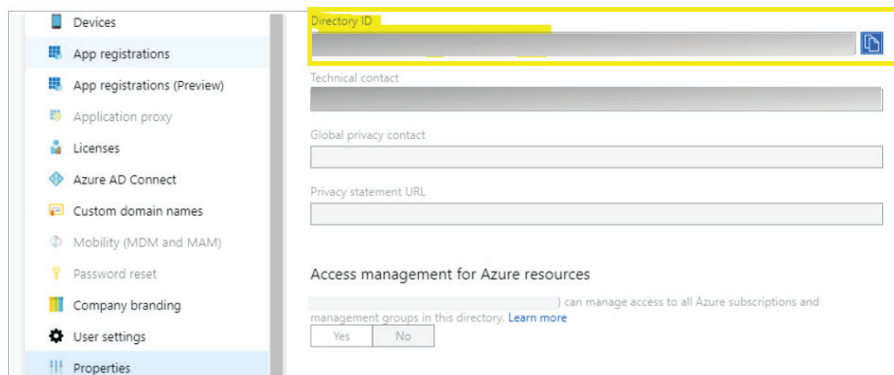 Devices
App registrations
App registrations (Preview)
Application proxy
Licenses
Azure AD Connect
Custom domain names
Mobility (MDM and MAM)
Password reset
Company branding
User settings
Properties
Directory ID
Technical contact
Global privacy contact
Privacy statement URL
Access management for Azure resources
) can manage access to all Azure subscriptions and
management groups in this directory. Learn more
Yes No